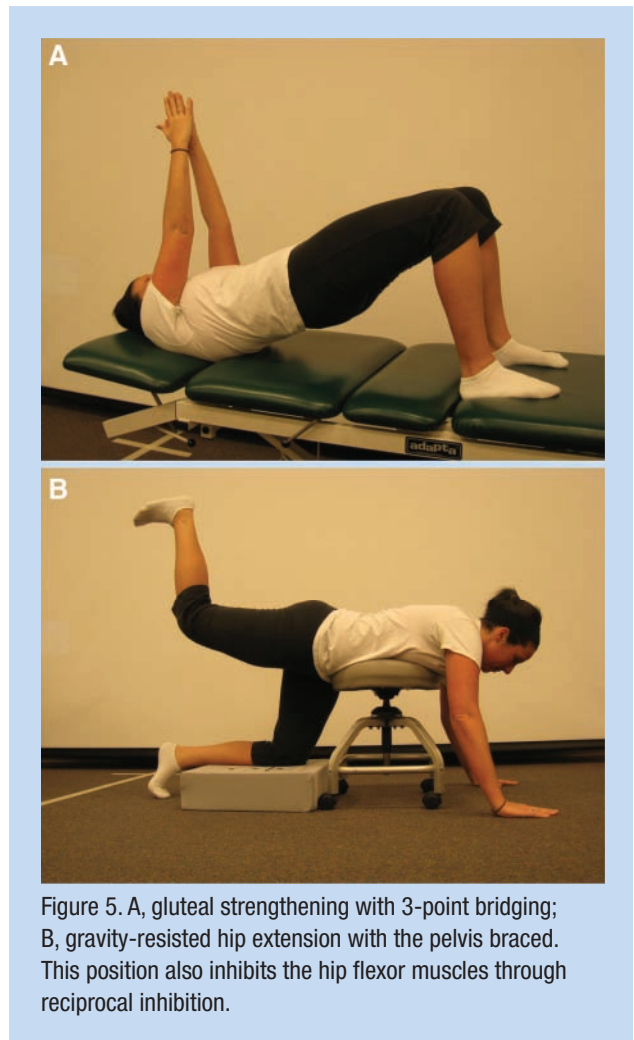 A
adapta
B
Figure 5. A, gluteal strengthening with 3-point bridging;
B, gravity-resisted hip extension with the pelvis braced.
This position also inhibits the hip flexor muscles through
reciprocal inhibition.